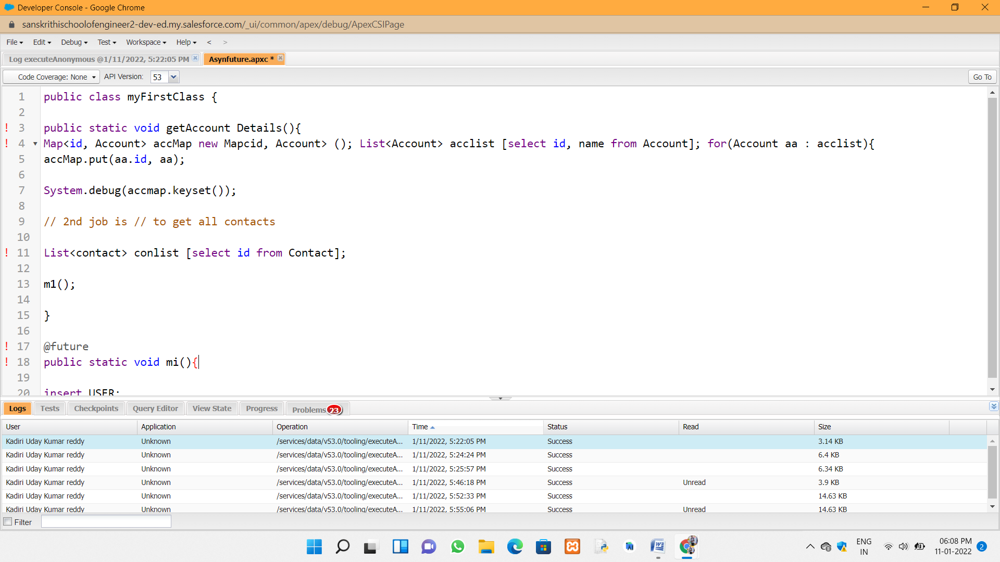 Developer Console - Google Chrome
sanskrithischoolofengineer2-dev-ed.my.salesforce.com/_ui/common/apex/debug/ApexCSIPage
File Edit Debug Test Workspace Help < >
Log executeAnonymous @1/11/2022, 5:22:05 PM Asynfuture.apxc *
Code Coverage: None API Version: 53 Go To
1 public class myFirstClass {
2
! 3 public static void getAccount Details(){
! 4 Map<id, Account> accMap new Mapcid, Account> (); List<Account> acclist [select id, name from Account]; for(Account aa : acclist){
5 accMap.put(aa.id, aa);
6
7 System.debug(accmap.keyset());
8
9 // 2nd job is // to get all contacts
10
! 11 List<contact> conlist [select id from Contact];
12
13 m1();
14
15 }
16
! 17 @future
! 18 public static void mi(){
19
20 insert USER;
Logs Tests Checkpoints Query Editor View State Progress Problems 23
User Application Operation Time Status Read Size
Kadiri Uday Kumar reddy Unknown /services/data/v53.0/tooling/executeA... 1/11/2022, 5:22:05 PM Success 3.14 KB
Kadiri Uday Kumar reddy Unknown /services/data/v53.0/tooling/executeA... 1/11/2022, 5:24:24 PM Success 6.4 KB
Kadiri Uday Kumar reddy Unknown /services/data/v53.0/tooling/executeA... 1/11/2022, 5:25:57 PM Success 6.34 KB
Kadiri Uday Kumar reddy Unknown /services/data/v53.0/tooling/executeA... 1/11/2022, 5:46:18 PM Success Unread 3.9 KB
Kadiri Uday Kumar reddy Unknown /services/data/v53.0/tooling/executeA... 1/11/2022, 5:52:33 PM Success 14.63 KB
Kadiri Uday Kumar reddy Unknown /services/data/v53.0/tooling/executeA... 1/11/2022, 5:55:06 PM Success Unread 14.63 KB
Filter
ENG 06:08 PM
IN 11-01-2022 2